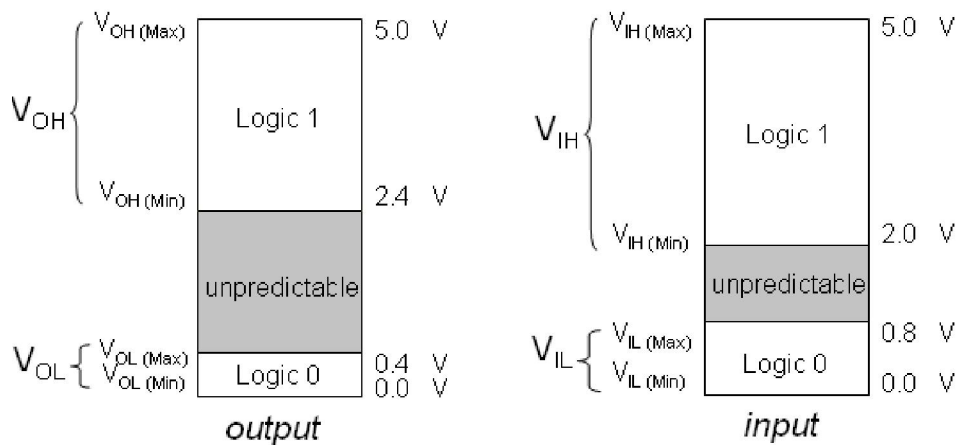 V_OH (Max) 5.0 V
V_OH Logic 1
V_OH (Min) 2.4 V
unpredictable
V_OL V_OL (Max) 0.4 V
V_OL (Min) Logic 0 0.0 V
output
V_IH (Max) 5.0 V
V_IH Logic 1
V_IH (Min) 2.0 V
unpredictable
V_IL V_IL (Max) 0.8 V
Logic 0
V_IL (Min) 0.0 V
input